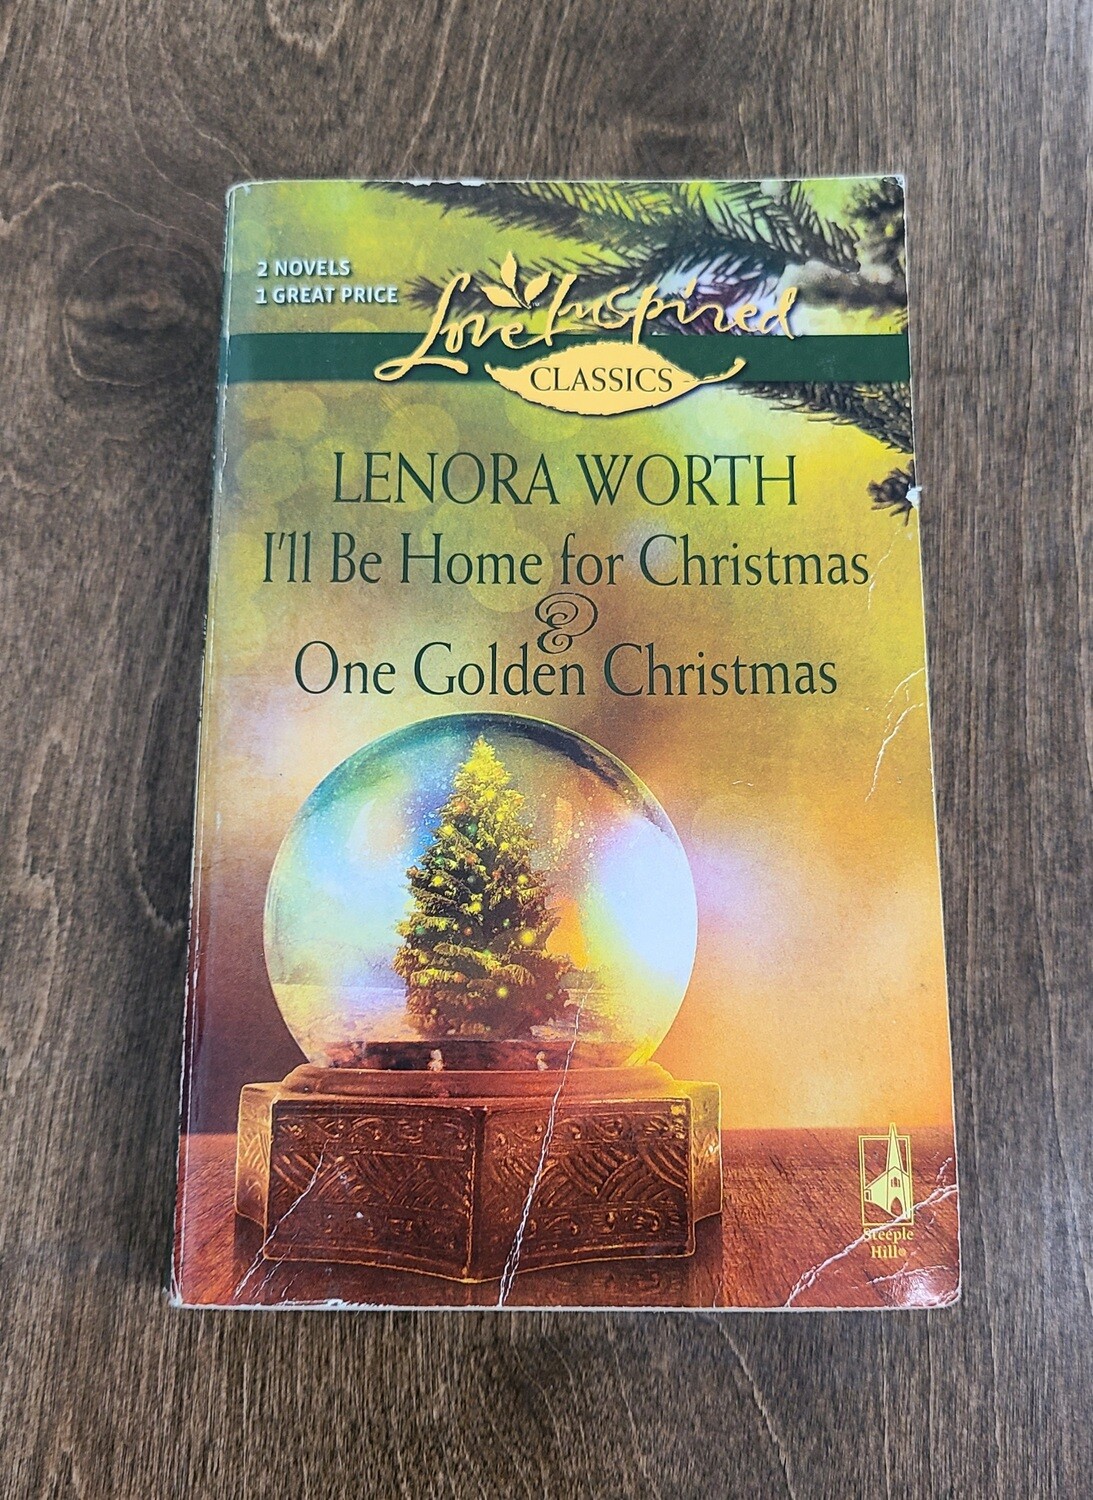 2 NOVELS
1 GREAT PRICE
Love Inspired
CLASSICS
LENORA WORTH
I'll Be Home for Christmas
&
One Golden Christmas
Steeple
Hill®